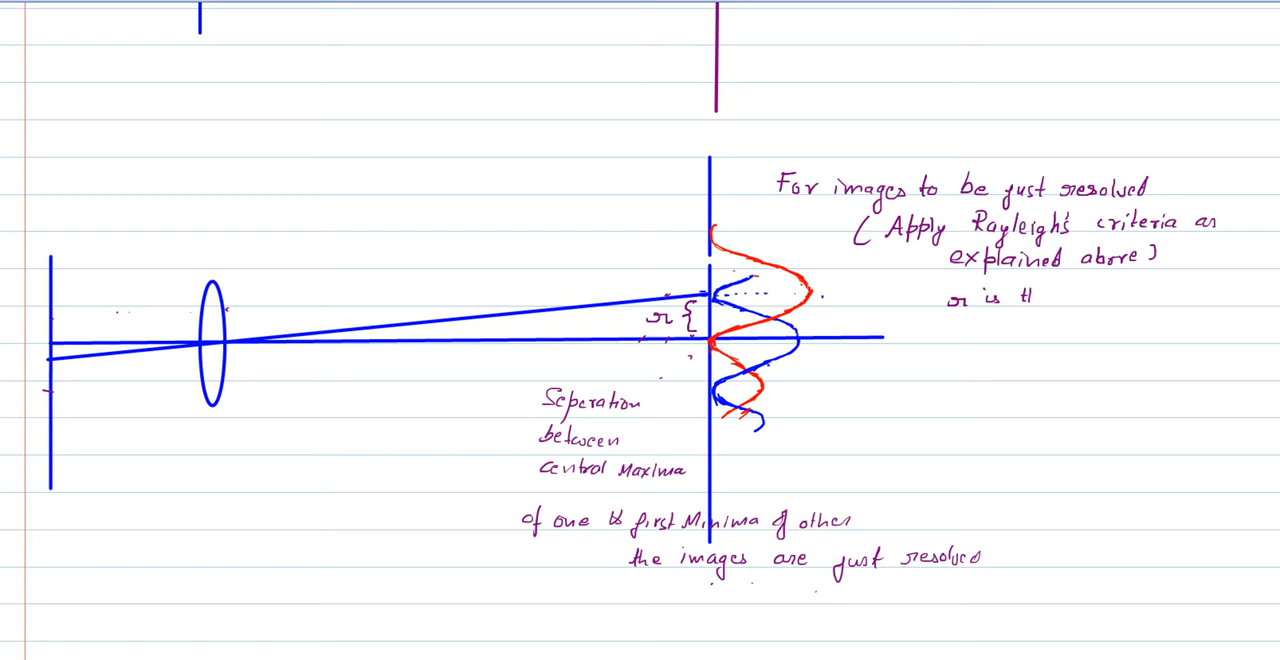 For images to be just resolved
( Apply Rayleigh's criteria as
explained above )
r is th
r {
Seperation
between
central Maxima
of one & first Minima of other
the images are just resolved